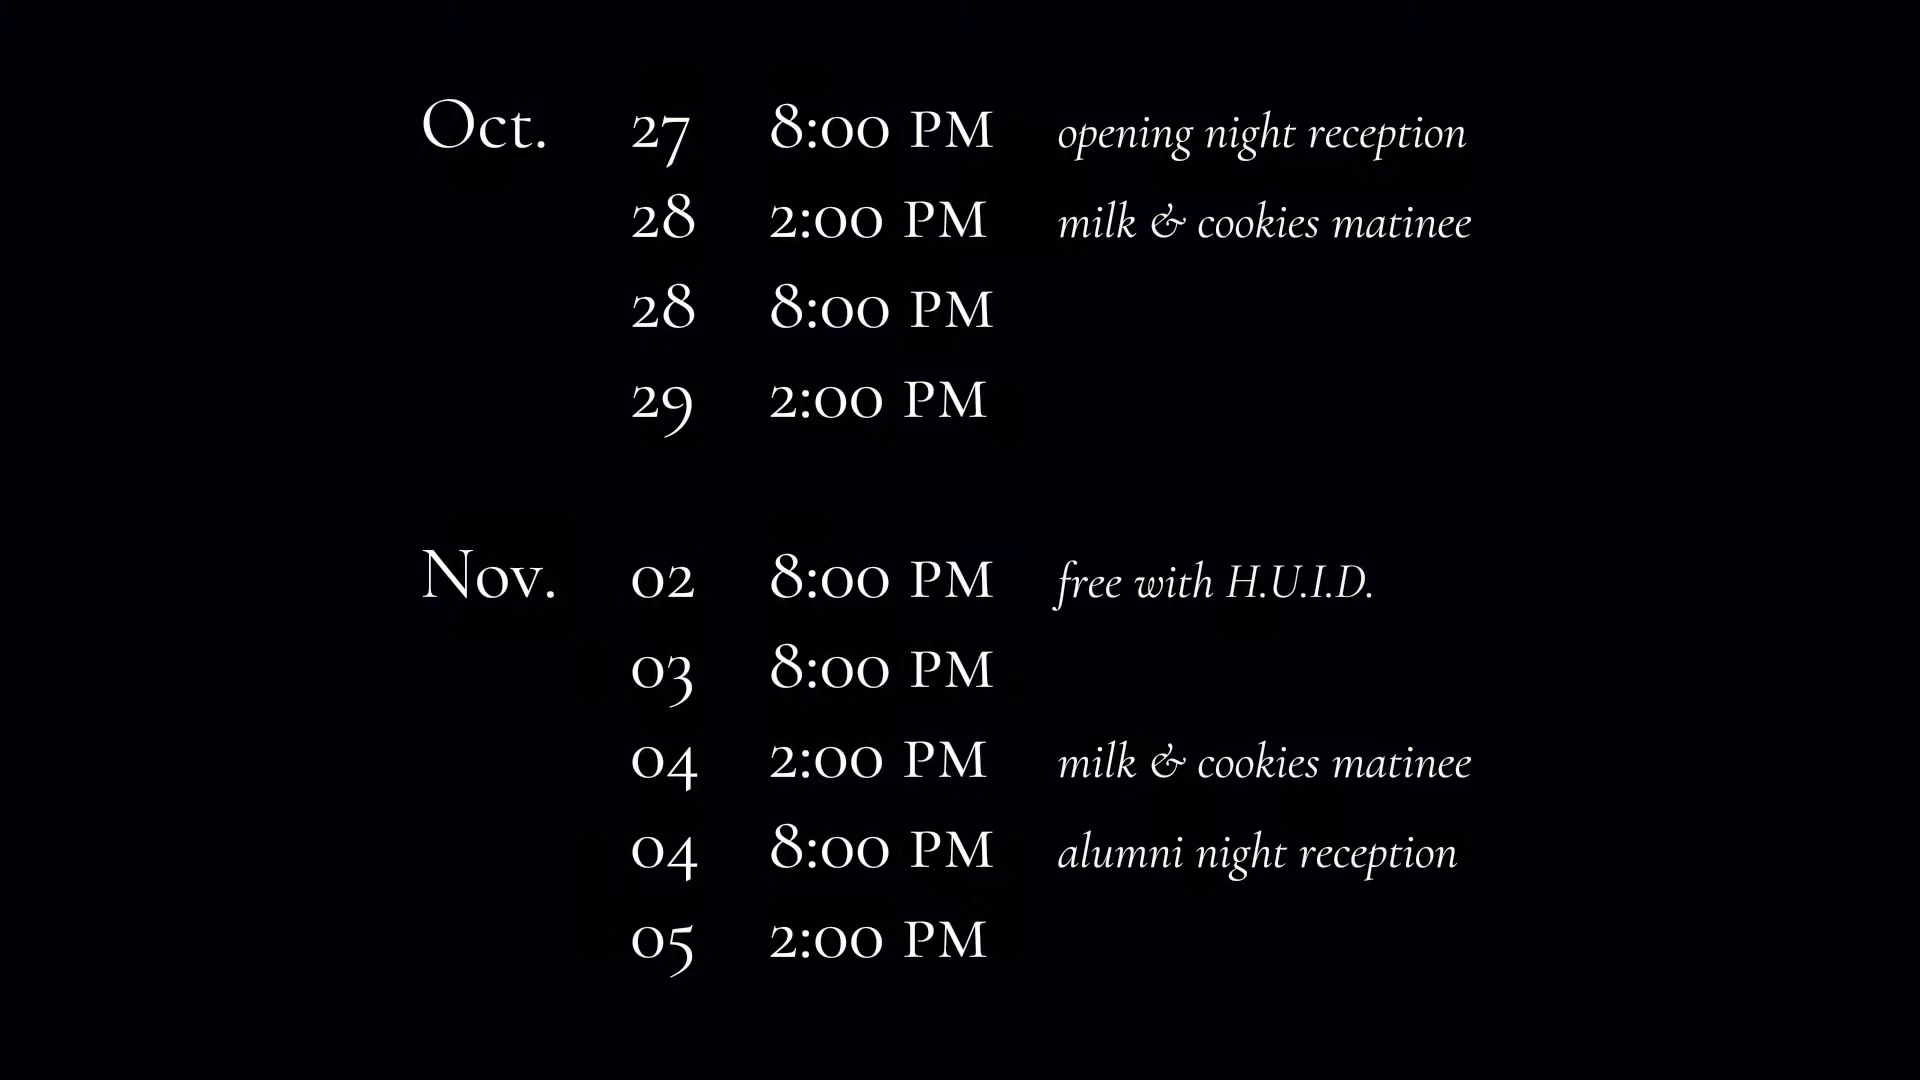 Oct. 27 8:00 PM opening night reception
28 2:00 PM milk & cookies matinee
28 8:00 PM
29 2:00 PM
Nov. 02 8:00 PM free with H.U.I.D.
03 8:00 PM
04 2:00 PM milk & cookies matinee
04 8:00 PM alumni night reception
05 2:00 PM